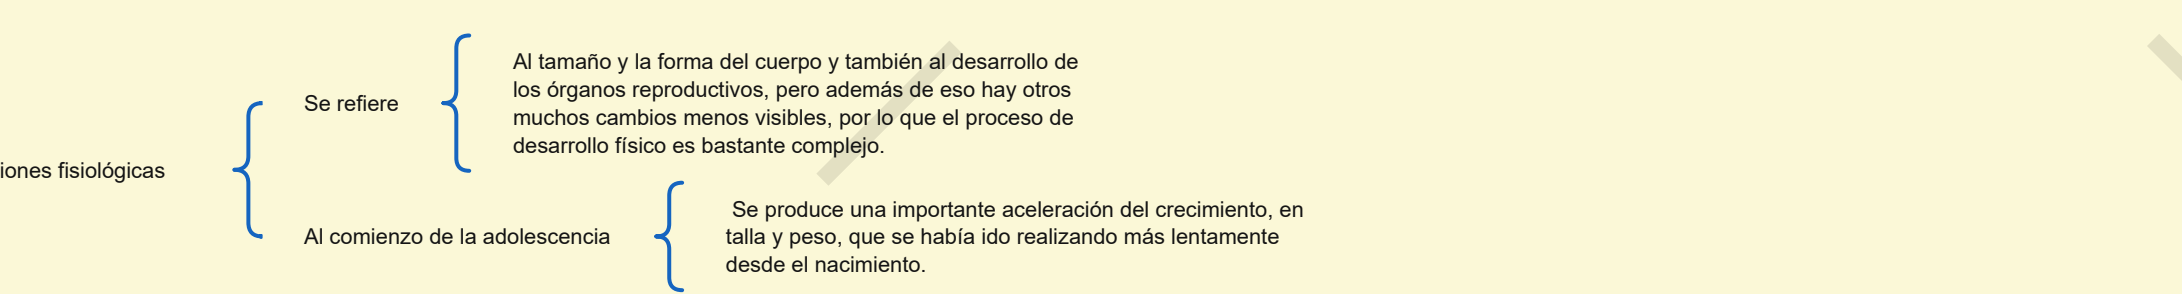 iones fisiológicas
Se refiere
Al tamaño y la forma del cuerpo y también al desarrollo de
los órganos reproductivos, pero además de eso hay otros
muchos cambios menos visibles, por lo que el proceso de
desarrollo físico es bastante complejo.
Al comienzo de la adolescencia
Se produce una importante aceleración del crecimiento, en
talla y peso, que se había ido realizando más lentamente
desde el nacimiento.